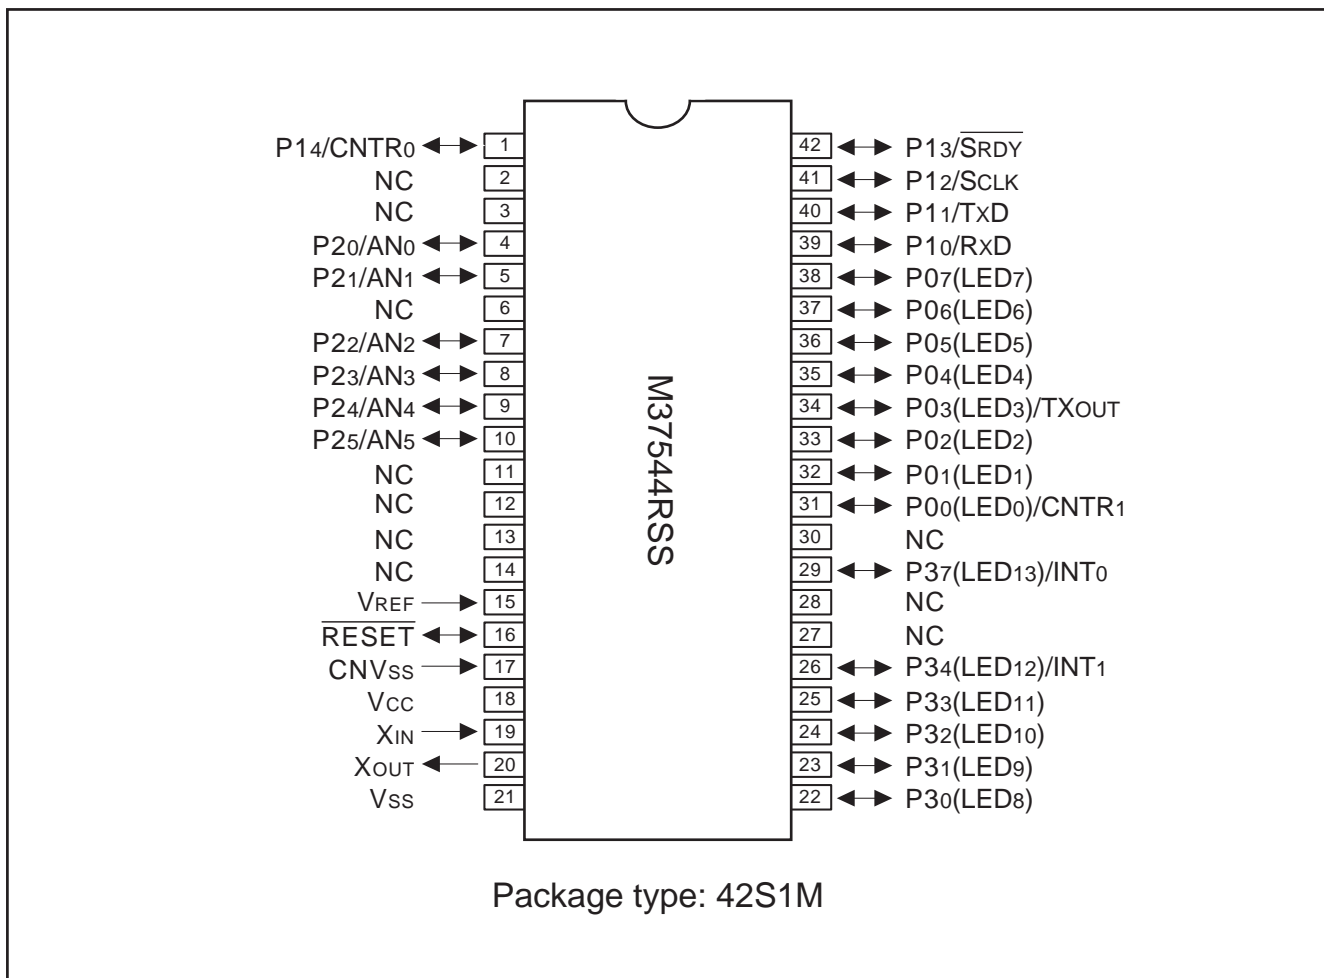 P14/CNTR0 1
NC 2
NC 3
P20/AN0 4
P21/AN1 5
NC 6
P22/AN2 7
P23/AN3 8
P24/AN4 9
P25/AN5 10
NC 11
NC 12
NC 13
NC 14
VREF 15
RESET 16
CNVSS 17
VCC 18
XIN 19
XOUT 20
VSS 21
M37544RSS
42 P13/SRDY
41 P12/SCLK
40 P11/TXD
39 P10/RXD
38 P07(LED7)
37 P06(LED6)
36 P05(LED5)
35 P04(LED4)
34 P03(LED3)/TXOUT
33 P02(LED2)
32 P01(LED1)
31 P00(LED0)/CNTR1
30 NC
29 P37(LED13)/INT0
28 NC
27 NC
26 P34(LED12)/INT1
25 P33(LED11)
24 P32(LED10)
23 P31(LED9)
22 P30(LED8)
Package type: 42S1M